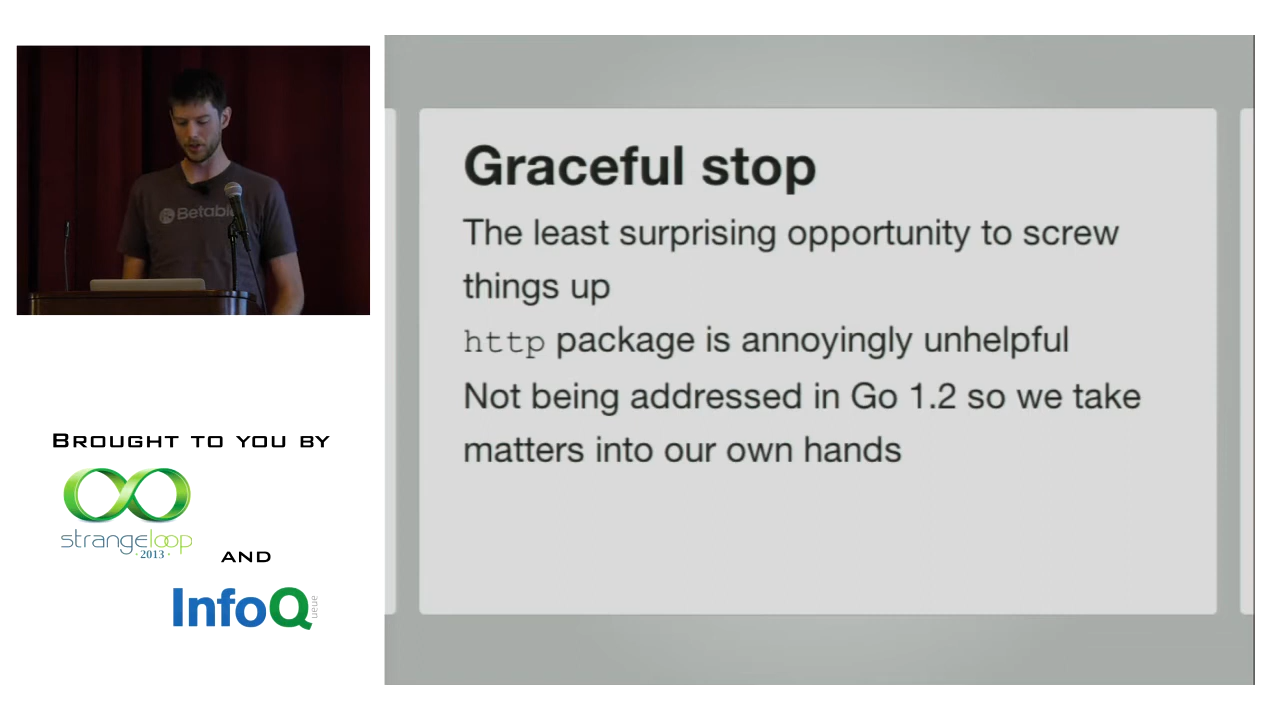 Betabl
Graceful stop
The least surprising opportunity to screw
things up
http package is annoyingly unhelpful
Not being addressed in Go 1.2 so we take
matters into our own hands
BROUGHT TO YOU BY
strangeloop
· 2013 ·
AND
InfoQ
queue